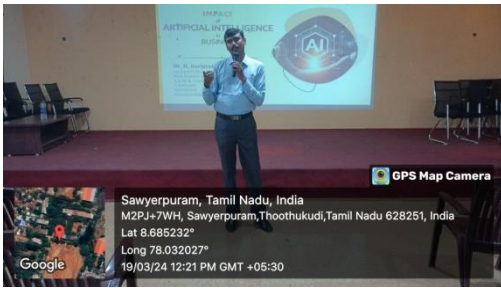 IMPACT
of
ARTIFICIAL INTELLIGENCE
BUSINESS
AI
GPS Map Camera
Sawyerpuram, Tamil Nadu, India
M2PJ+7WH, Sawyerpuram,Thoothukudi,Tamil Nadu 628251, India
Lat 8.685232°
Long 78.032027°
19/03/24 12:21 PM GMT +05:30
Google